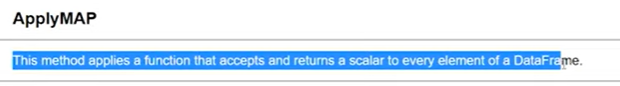 ApplyMAP
This method applies a function that accepts and returns a scalar to every element of a DataFrame.